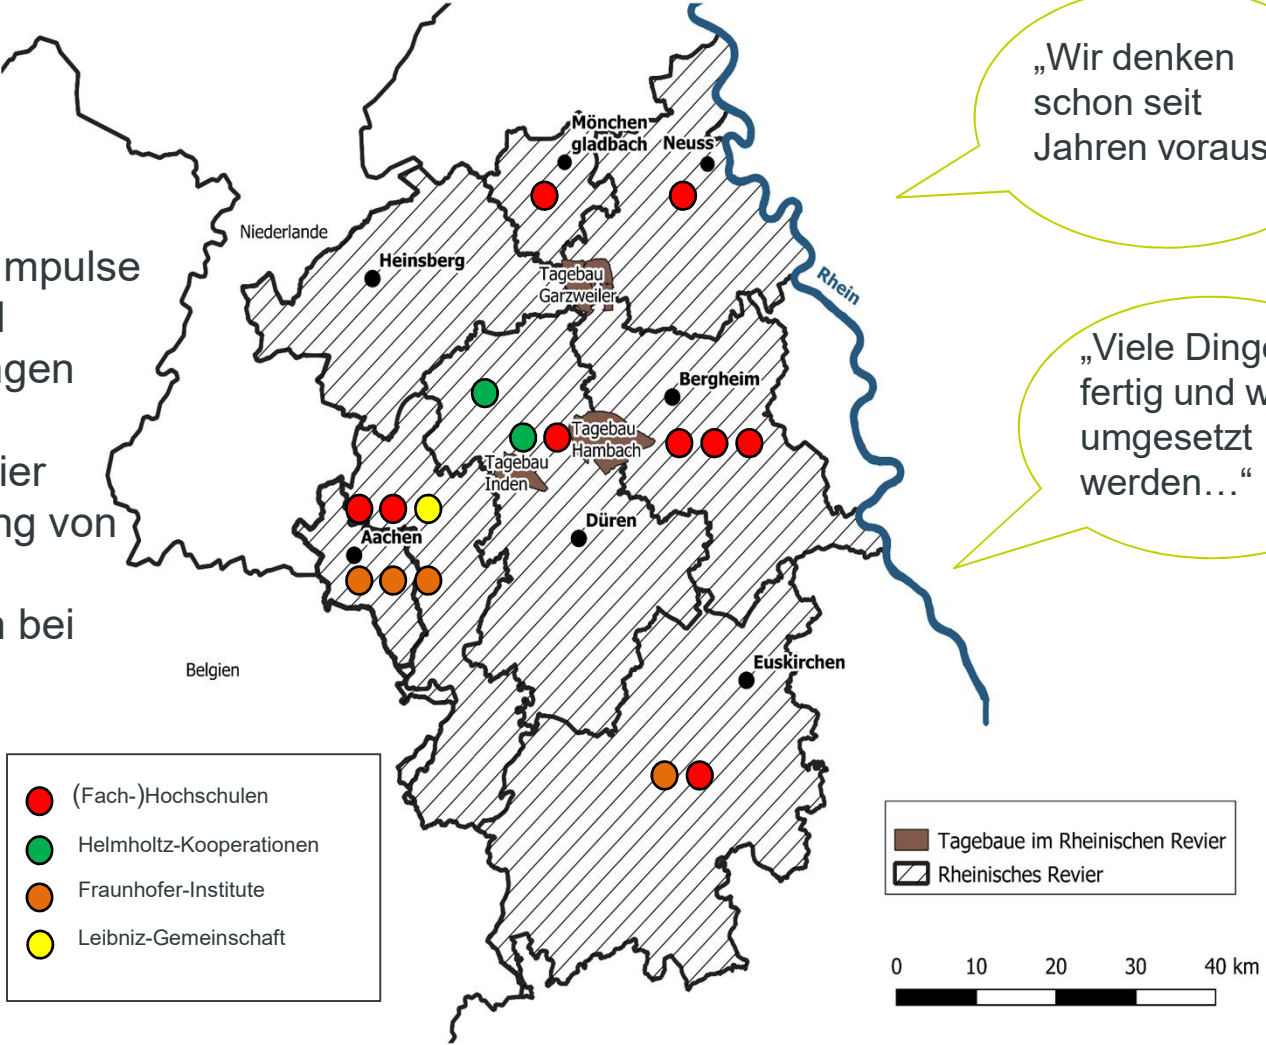 mpulse
ngen
ier
ng von
bei
„Wir denken
schon seit
Jahren voraus
„Viele Dinge
fertig und w
umgesetzt
werden…“
Mönchen
gladbach
Neuss
Niederlande
Heinsberg
Tagebau
Garzweiler
Rhein
Bergheim
Tagebau
Hambach
Tagebau
Inden
Düren
Aachen
Belgien
Euskirchen
(Fach-)Hochschulen
Helmholtz-Kooperationen
Fraunhofer-Institute
Leibniz-Gemeinschaft
Tagebaue im Rheinischen Revier
Rheinisches Revier
0 10 20 30 40 km